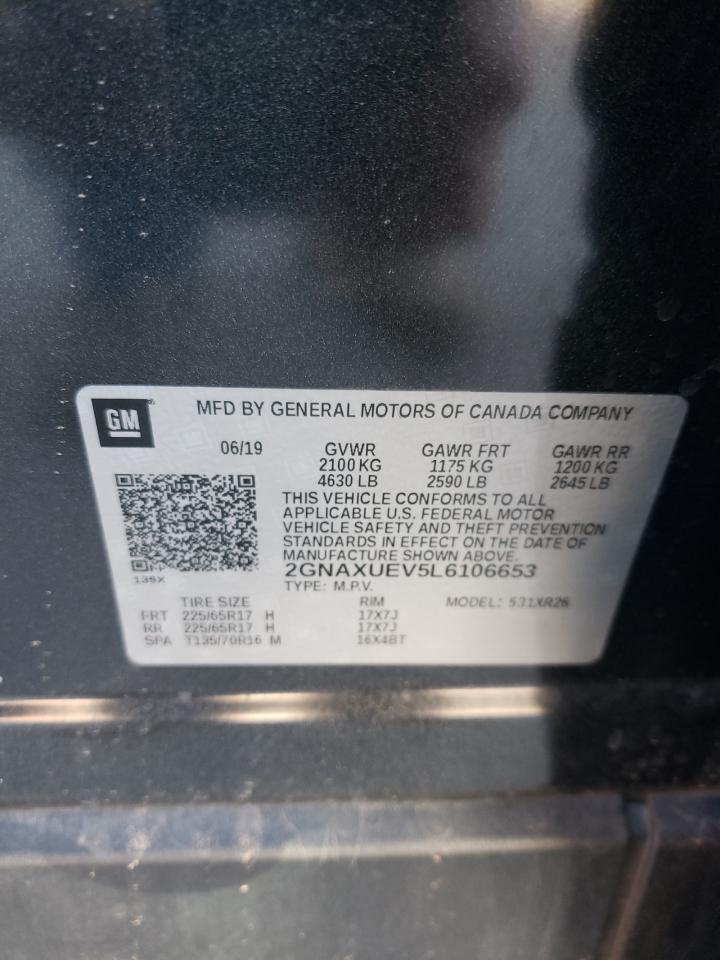 GM
MFD BY GENERAL MOTORS OF CANADA COMPANY
06/19 GVWR GAWR FRT GAWR RR
2100 KG 1175 KG 1200 KG
4630 LB 2590 LB 2645 LB
THIS VEHICLE CONFORMS TO ALL
APPLICABLE U.S. FEDERAL MOTOR
VEHICLE SAFETY AND THEFT PREVENTION
STANDARDS IN EFFECT ON THE DATE OF
MANUFACTURE SHOWN ABOVE.
2GNAXUEV5L6106653
135X
TYPE: M.P.V.
TIRE SIZE RIM MODEL: 531XR26
FRT 225/65R17 H 17X7J
RR 225/65R17 H 17X7J
SPA T135/70R16 M 16X4BT